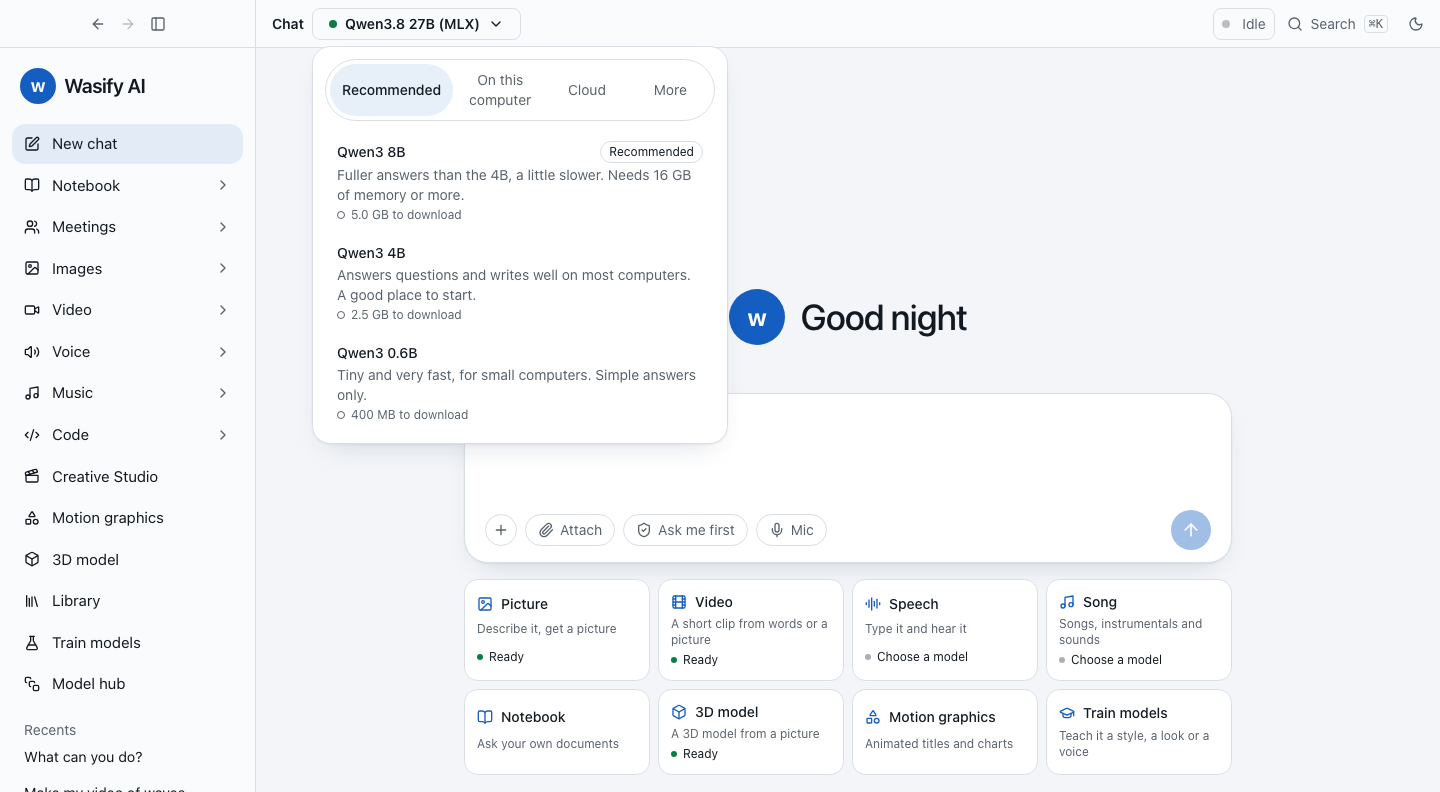 Chat
Qwen3.8 27B (MLX)
Idle
Search
⌘K
W
Wasify AI
New chat
Notebook
Meetings
Images
Video
Voice
Music
Code
Creative Studio
Motion graphics
3D model
Library
Train models
Model hub
Recents
What can you do?
Recommended
On this
computer
Cloud
More
Qwen3 8B
Recommended
Fuller answers than the 4B, a little slower. Needs 16 GB
of memory or more.
5.0 GB to download
Qwen3 4B
Answers questions and writes well on most computers.
A good place to start.
2.5 GB to download
Qwen3 0.6B
Tiny and very fast, for small computers. Simple answers
only.
400 MB to download
W
Good night
Attach
Ask me first
Mic
Picture
Describe it, get a picture
Ready
Video
A short clip from words or a
picture
Ready
Speech
Type it and hear it
Choose a model
Song
Songs, instrumentals and
sounds
Choose a model
Notebook
Ask your own documents
3D model
A 3D model from a picture
Ready
Motion graphics
Animated titles and charts
Train models
Teach it a style, a look or a
voice